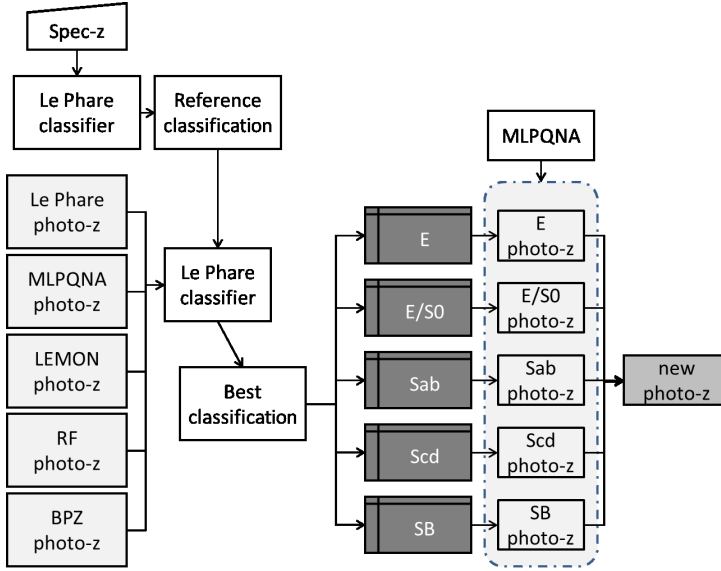 Spec-z
Le Phare
classifier
Reference
classification
Le Phare
photo-z
MLPQNA
photo-z
LEMON
photo-z
RF
photo-z
BPZ
photo-z
Le Phare
classifier
Best
classification
E
E/S0
Sab
Scd
SB
MLPQNA
E
photo-z
E/S0
photo-z
Sab
photo-z
Scd
photo-z
SB
photo-z
new
photo-z